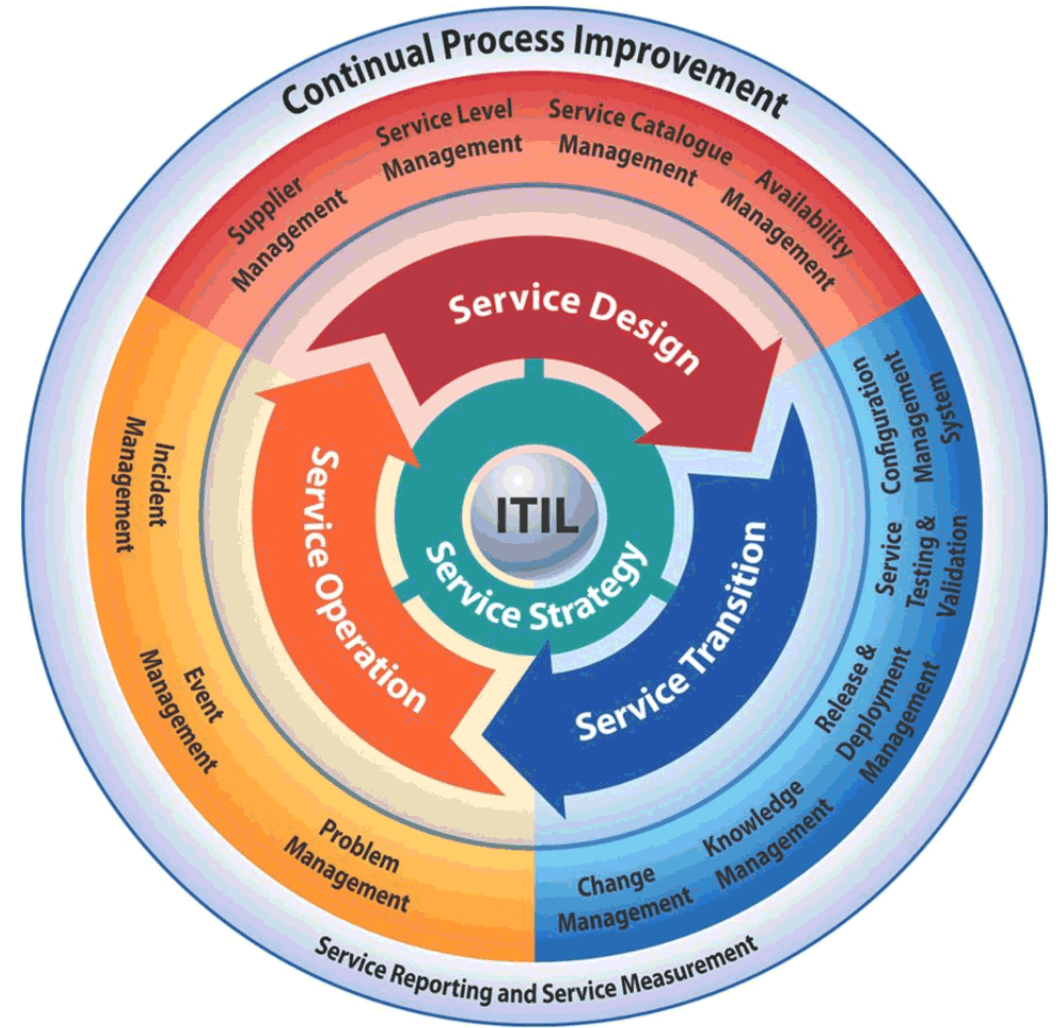 Continual Process Improvement
Supplier
Management
Service Level
Management
Service Catalogue
Management
Availability
Management
Service Design
Configuration
Management
System
Service
Testing &
Validation
Release &
Deployment
Management
Knowledge
Management
Change
Management
Service Transition
Incident
Management
Event
Management
Problem
Management
Service Operation
ITIL
Service Strategy
Service Reporting and Service Measurement